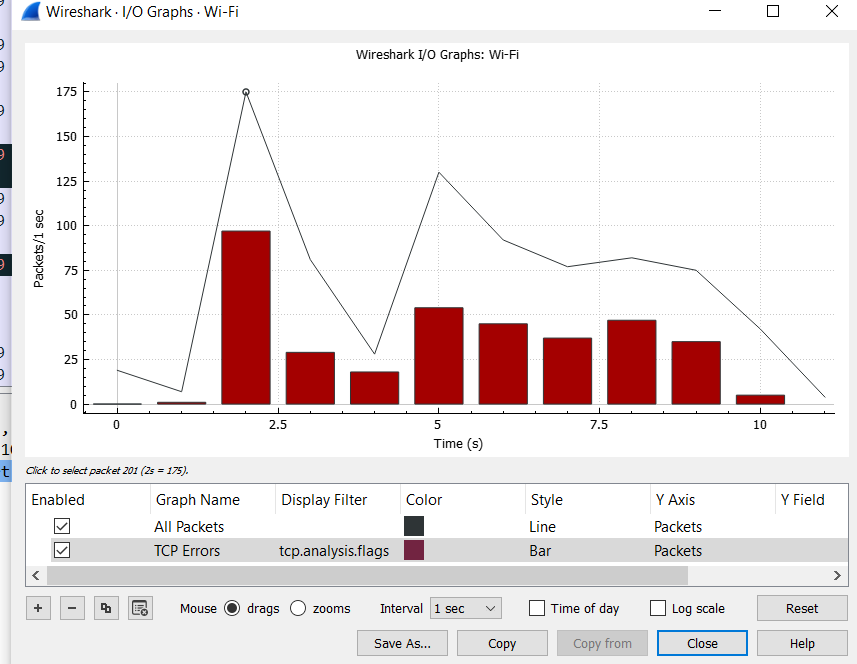 Wireshark · I/O Graphs · Wi-Fi
Wireshark I/O Graphs: Wi-Fi
175
150
125
100
75
50
25
0
Packets/1 sec
0 2.5 5 7.5 10
Time (s)
Click to select packet 201 (2s = 175).
Enabled Graph Name Display Filter Color Style Y Axis Y Field
All Packets Line Packets
TCP Errors tcp.analysis.flags Bar Packets
Mouse drags zooms Interval 1 sec Time of day Log scale Reset
Save As... Copy Copy from Close Help